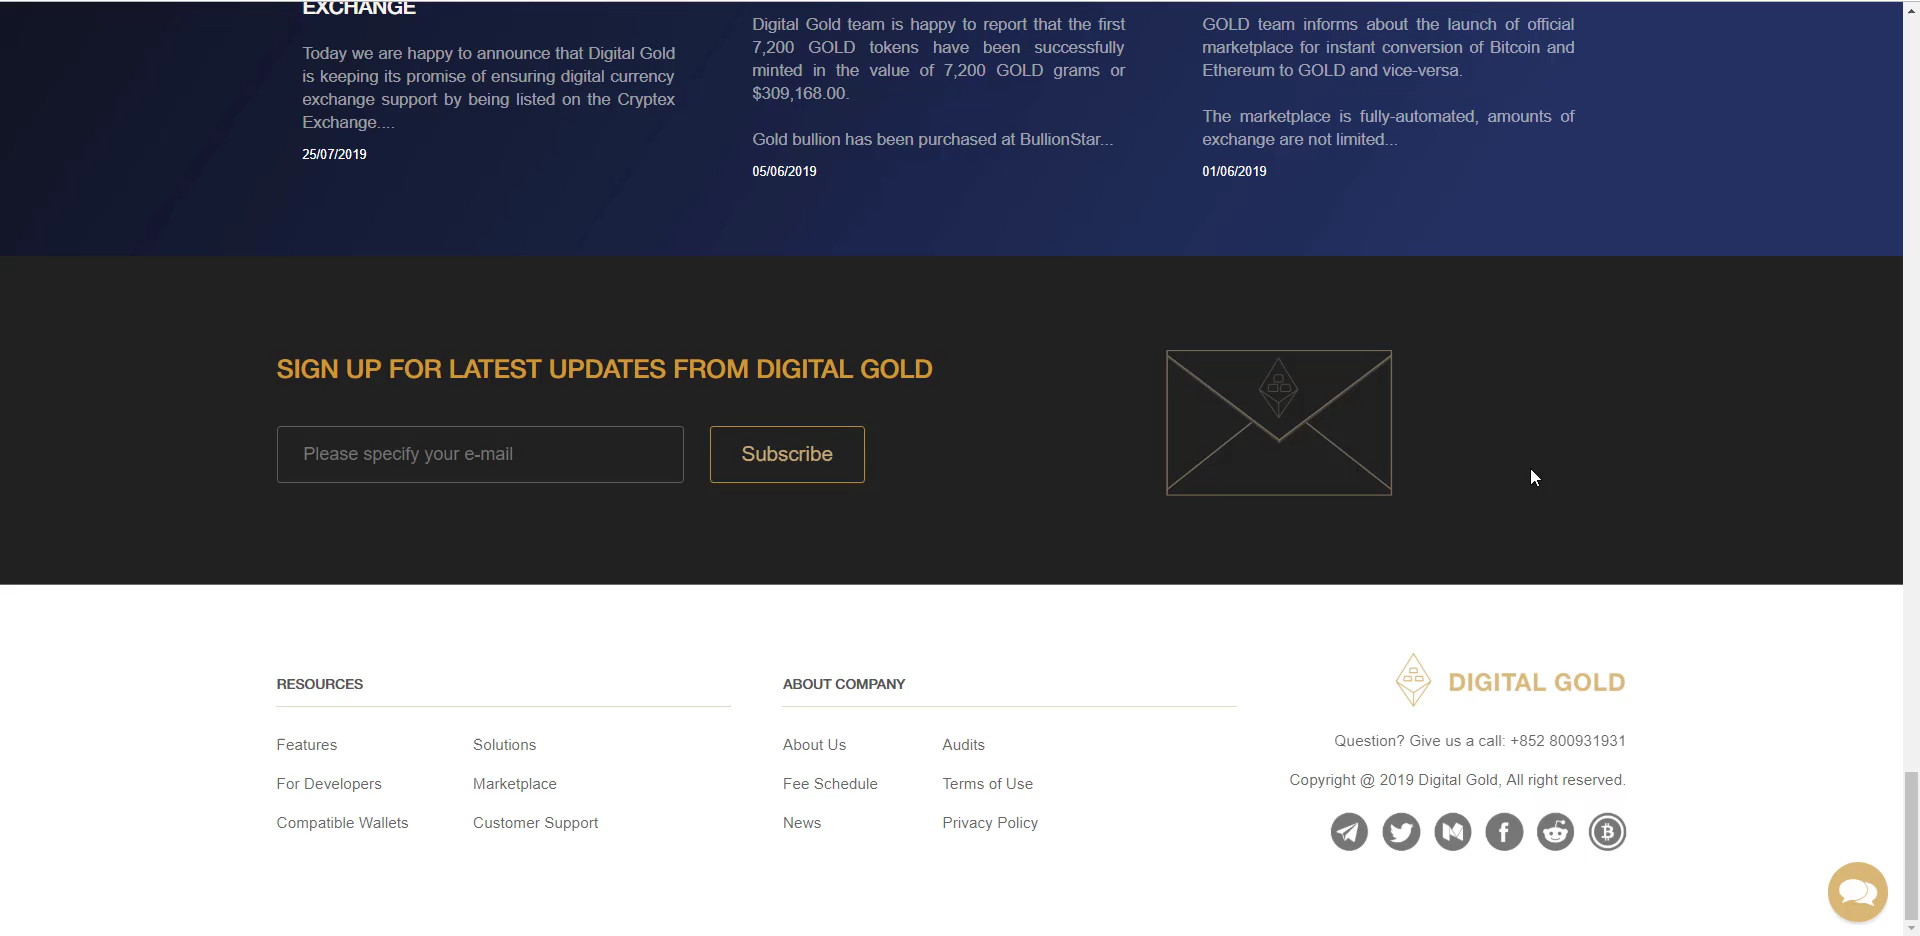 EXCHANGE
Today we are happy to announce that Digital Gold
is keeping its promise of ensuring digital currency
exchange support by being listed on the Cryptex
Exchange....
25/07/2019
Digital Gold team is happy to report that the first
7,200 GOLD tokens have been successfully
minted in the value of 7,200 GOLD grams or
$309,168.00.
Gold bullion has been purchased at BullionStar...
05/06/2019
GOLD team informs about the launch of official
marketplace for instant conversion of Bitcoin and
Ethereum to GOLD and vice-versa.
The marketplace is fully-automated, amounts of
exchange are not limited...
01/06/2019
SIGN UP FOR LATEST UPDATES FROM DIGITAL GOLD
Please specify your e-mail
Subscribe
RESOURCES
Features
Solutions
For Developers
Marketplace
Compatible Wallets
Customer Support
ABOUT COMPANY
About Us
Audits
Fee Schedule
Terms of Use
News
Privacy Policy
DIGITAL GOLD
Question? Give us a call: +852 800931931
Copyright @ 2019 Digital Gold, All right reserved.